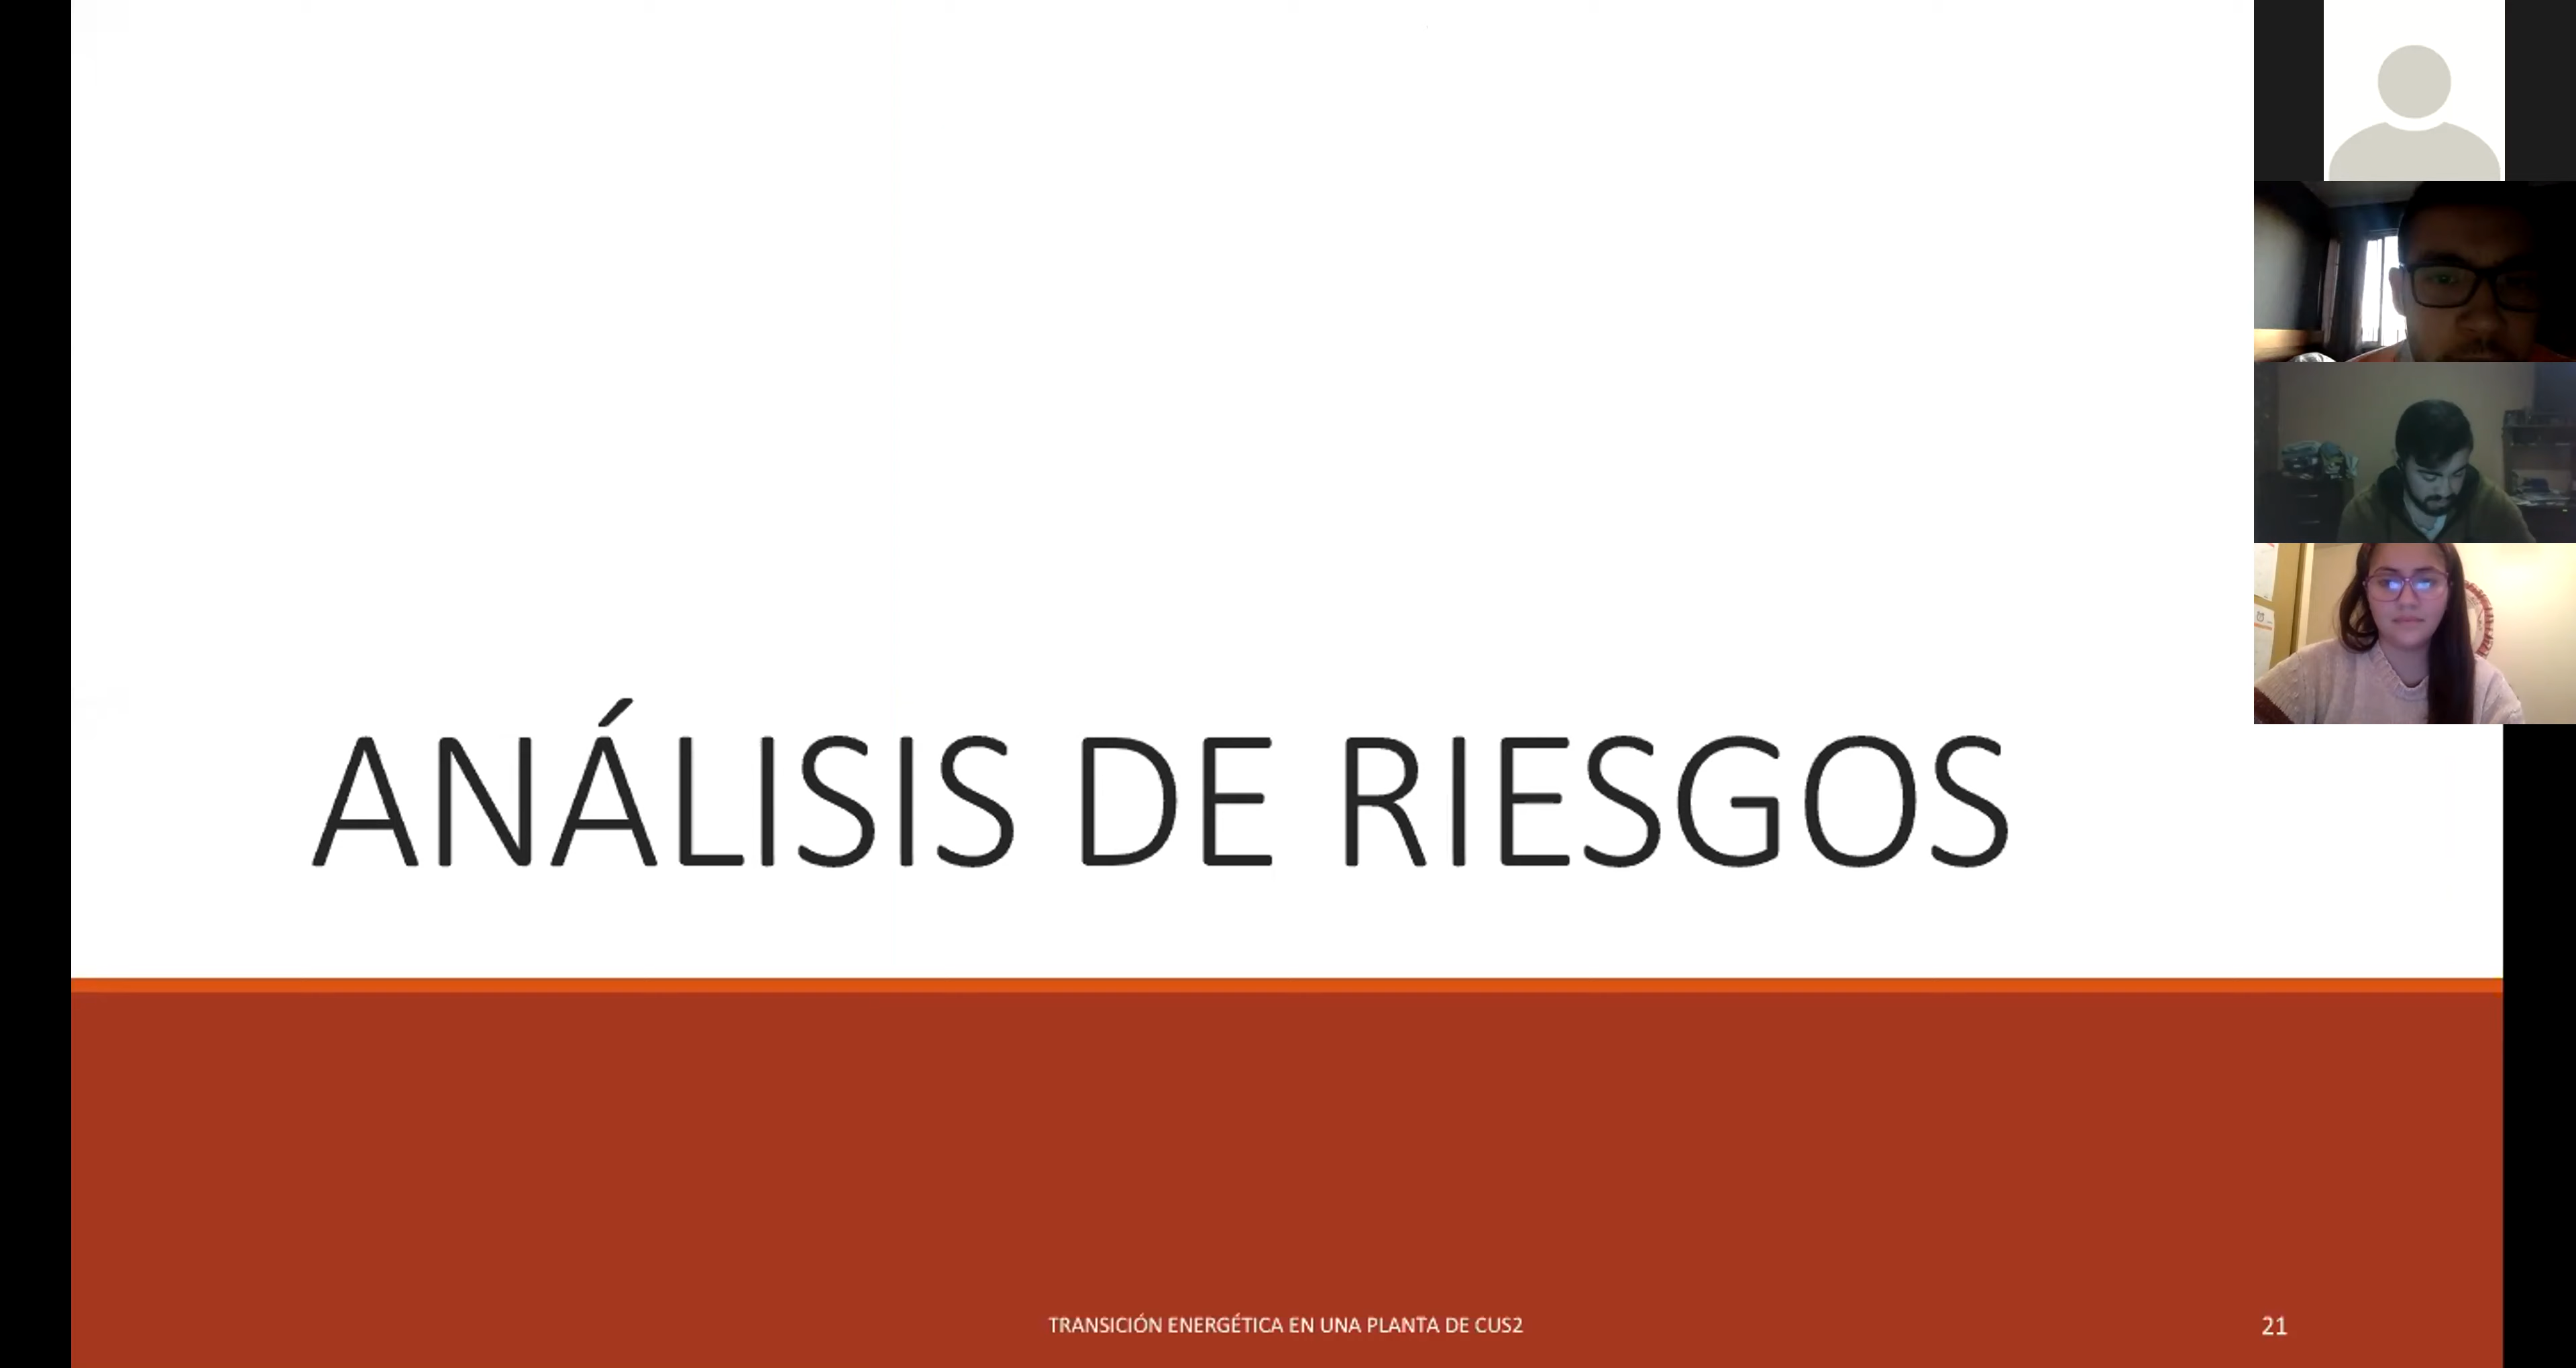 ANÁLISIS DE RIESGOS
TRANSICIÓN ENERGÉTICA EN UNA PLANTA DE CUS2
21